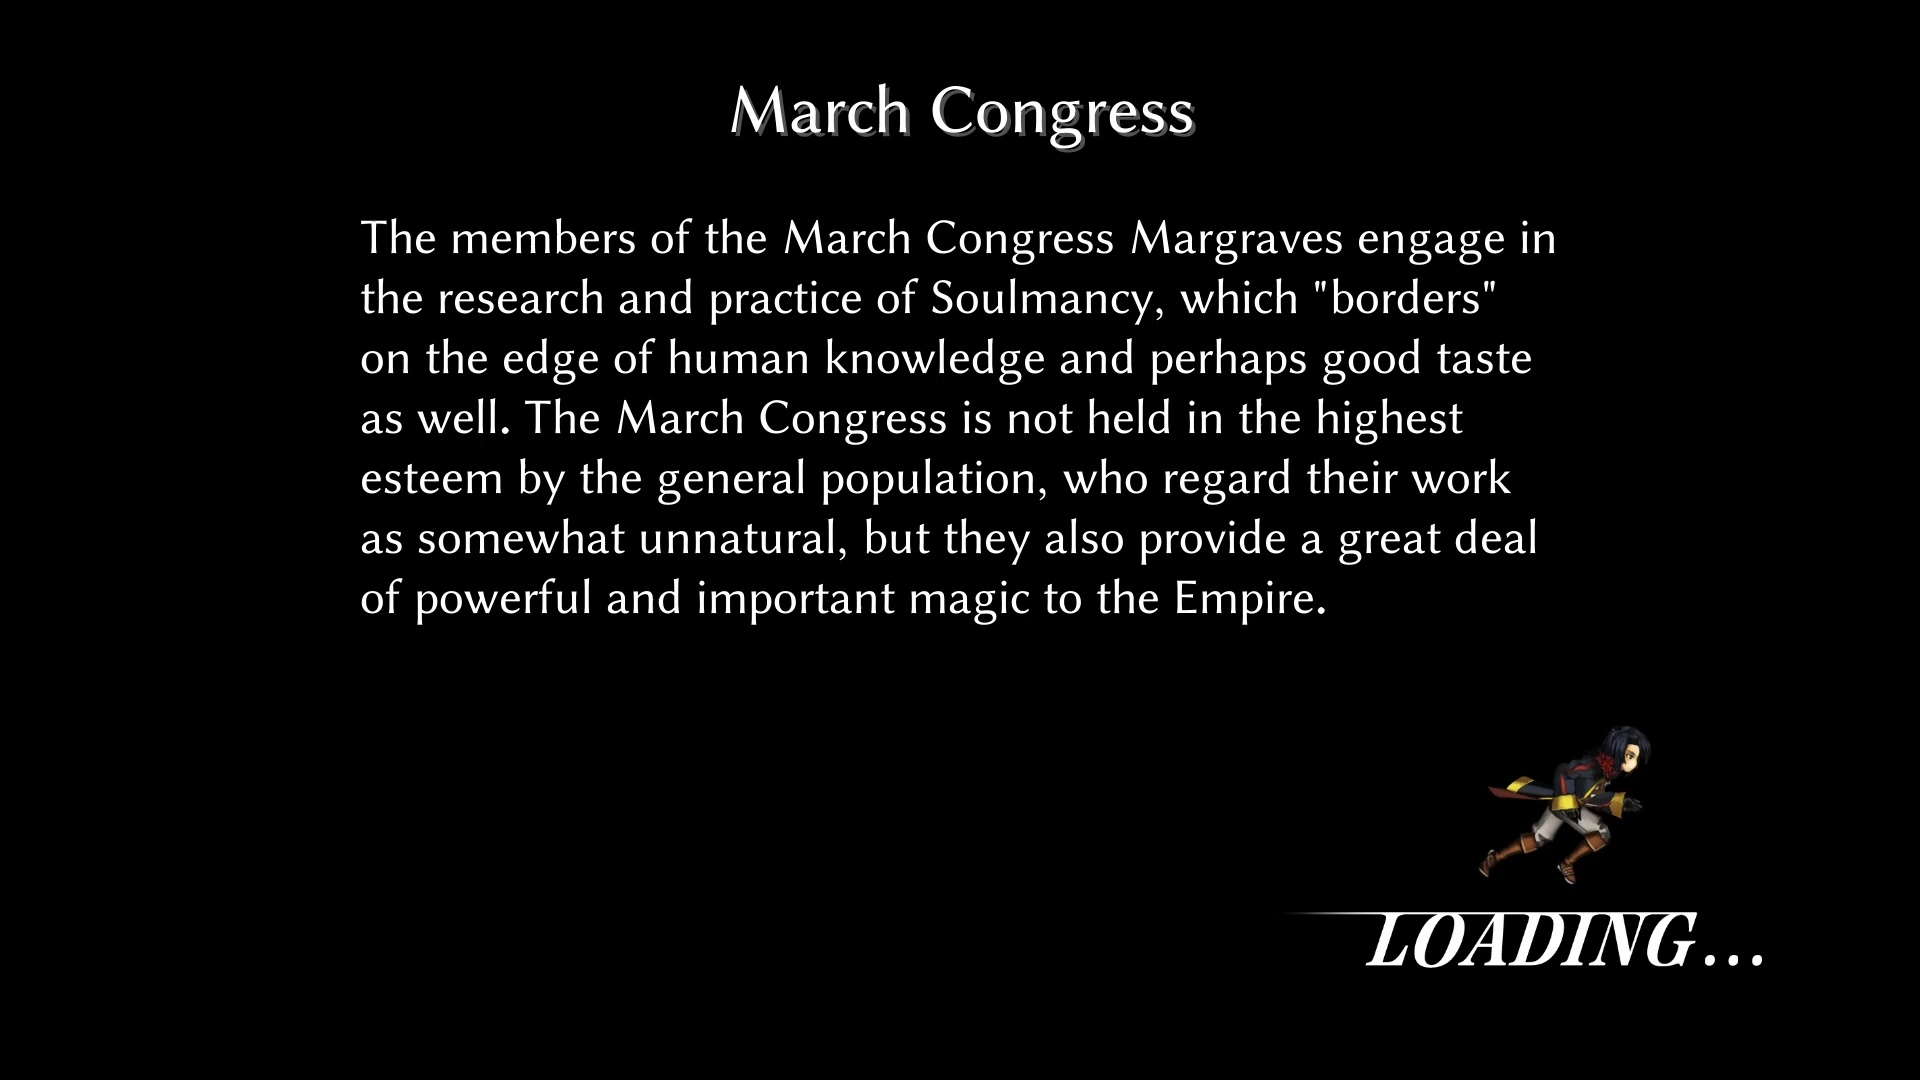 March Congress
The members of the March Congress Margraves engage in
the research and practice of Soulmancy, which "borders"
on the edge of human knowledge and perhaps good taste
as well. The March Congress is not held in the highest
esteem by the general population, who regard their work
as somewhat unnatural, but they also provide a great deal
of powerful and important magic to the Empire.
LOADING...